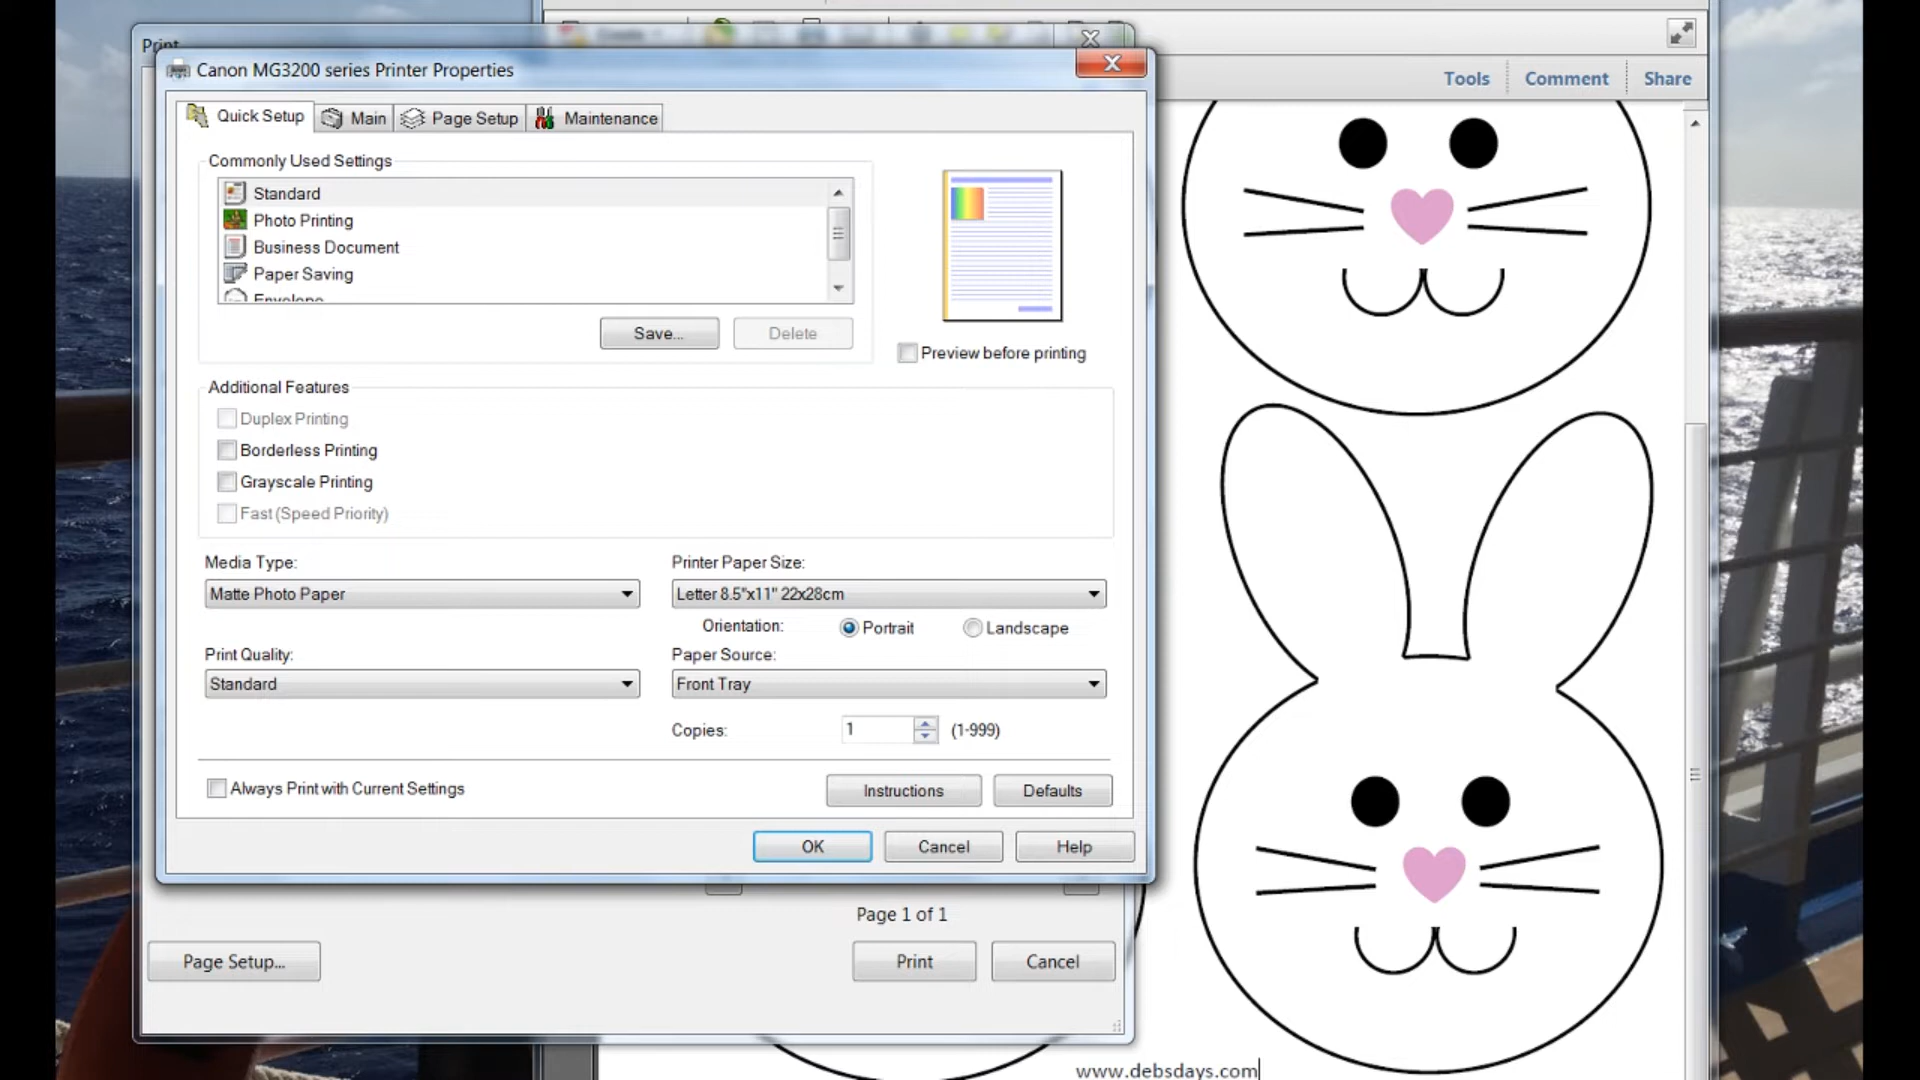 Print
Canon MG3200 series Printer Properties
Tools
Comment
Share
Quick Setup
Main
Page Setup
Maintenance
Commonly Used Settings
Standard
Photo Printing
Business Document
Paper Saving
Envelope
Save...
Delete
Preview before printing
Additional Features
Duplex Printing
Borderless Printing
Grayscale Printing
Fast (Speed Priority)
Media Type:
Matte Photo Paper
Printer Paper Size:
Letter 8.5"x11" 22x28cm
Orientation:
Portrait
Landscape
Print Quality:
Standard
Paper Source:
Front Tray
Copies:
1
(1-999)
Always Print with Current Settings
Instructions
Defaults
OK
Cancel
Help
Page 1 of 1
Page Setup...
Print
Cancel
www.debsdays.com